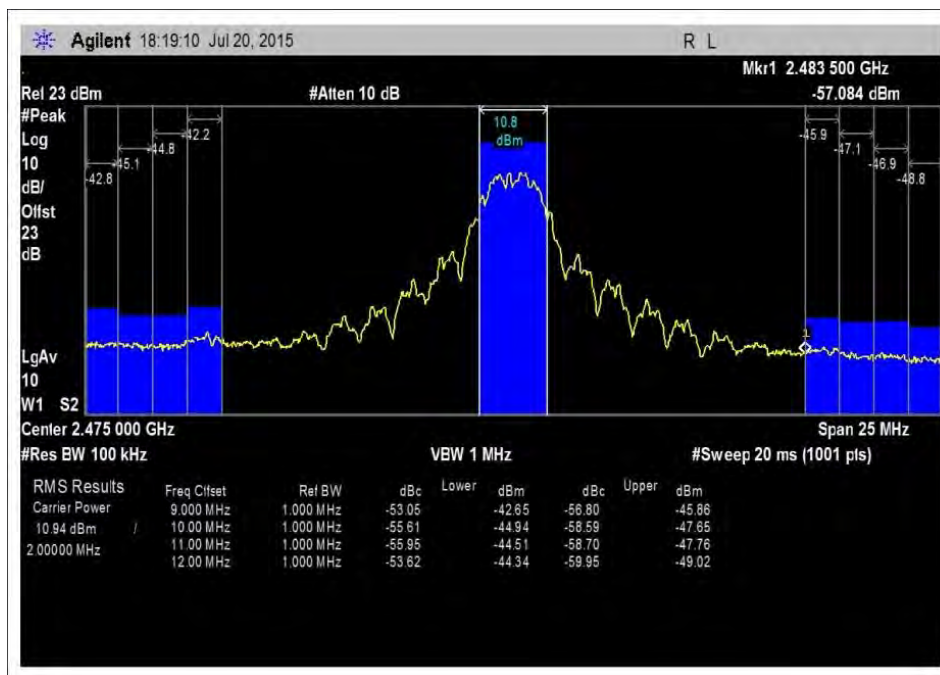 Agilent 18:19:10 Jul 20, 2015 R L
Mkr1 2.483 500 GHz
Rel 23 dBm #Atten 10 dB -57.084 dBm
#Peak
Log
10
dB/
Offst
23
dB
10.8
dBm
-42.2
-44.8
-45.1
-42.8
-45.9
-47.1
-46.9
-48.8
1
LgAv
10
W1 S2
Center 2.475 000 GHz Span 25 MHz
#Res BW 100 kHz VBW 1 MHz #Sweep 20 ms (1001 pts)
RMS Results Freq Offset Ref BW dBc Lower dBm dBc Upper dBm
Carrier Power 9.000 MHz 1.000 MHz -53.05 -42.65 -56.80 -45.86
10.94 dBm / 10.00 MHz 1.000 MHz -55.61 -44.94 -58.59 -47.65
2.00000 MHz 11.00 MHz 1.000 MHz -55.95 -44.51 -58.70 -47.76
12.00 MHz 1.000 MHz -53.62 -44.34 -59.95 -49.02